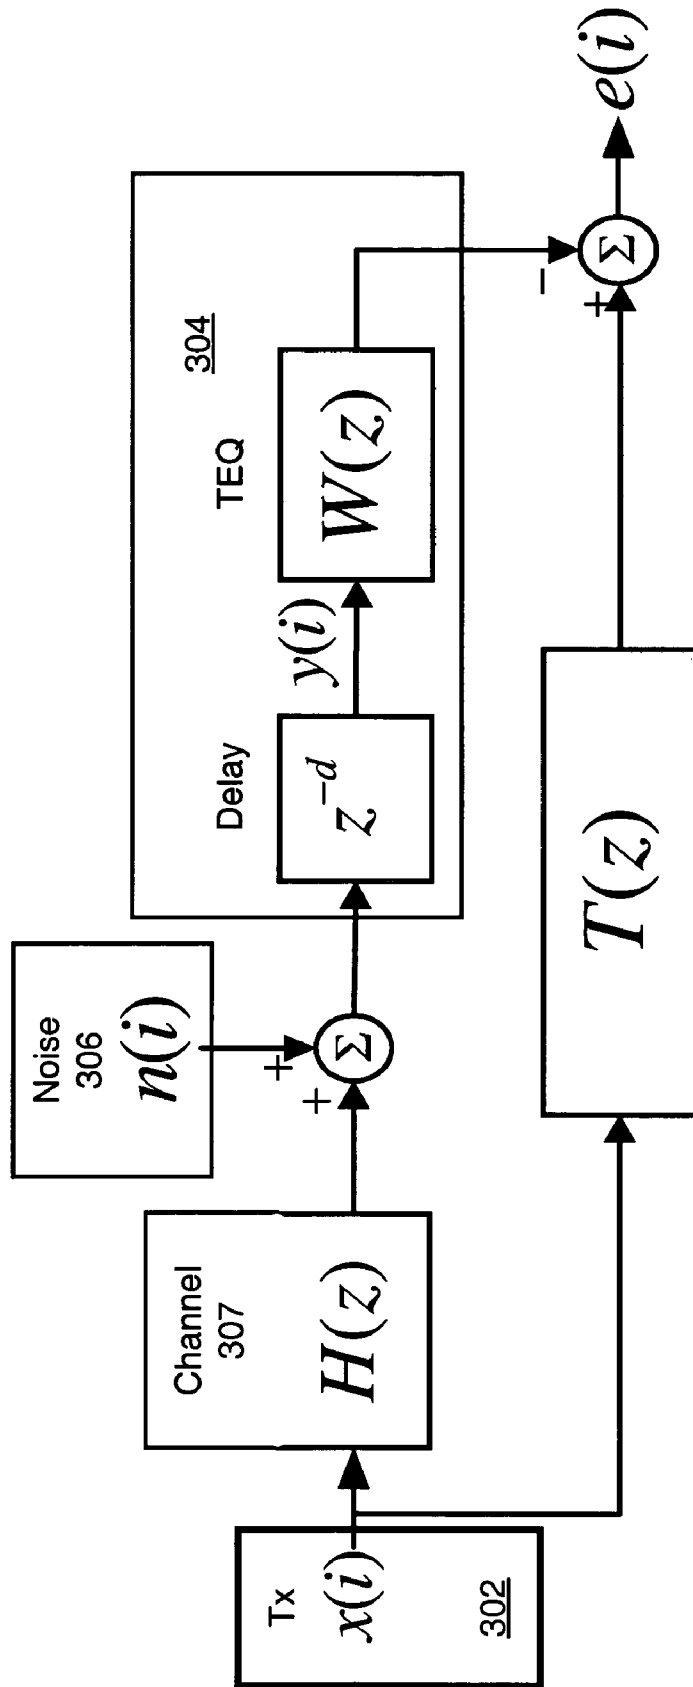 Tx
x(i)
302
Channel
307
H(z)
Noise
306
n(i)
+
+
Σ
Delay
z^{-d}
y(i)
TEQ
W(z)
304
T(z)
-
+
Σ
e(i)